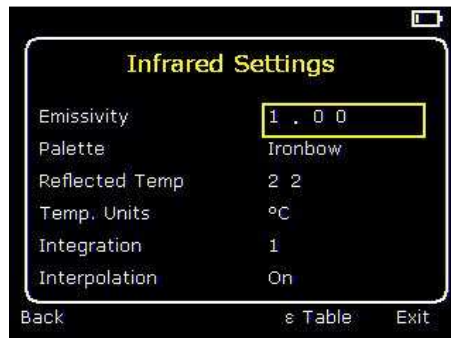 Infrared Settings
Emissivity 1 . 0 0
Palette Ironbow
Reflected Temp 2 2
Temp. Units °C
Integration 1
Interpolation On
Back ε Table Exit